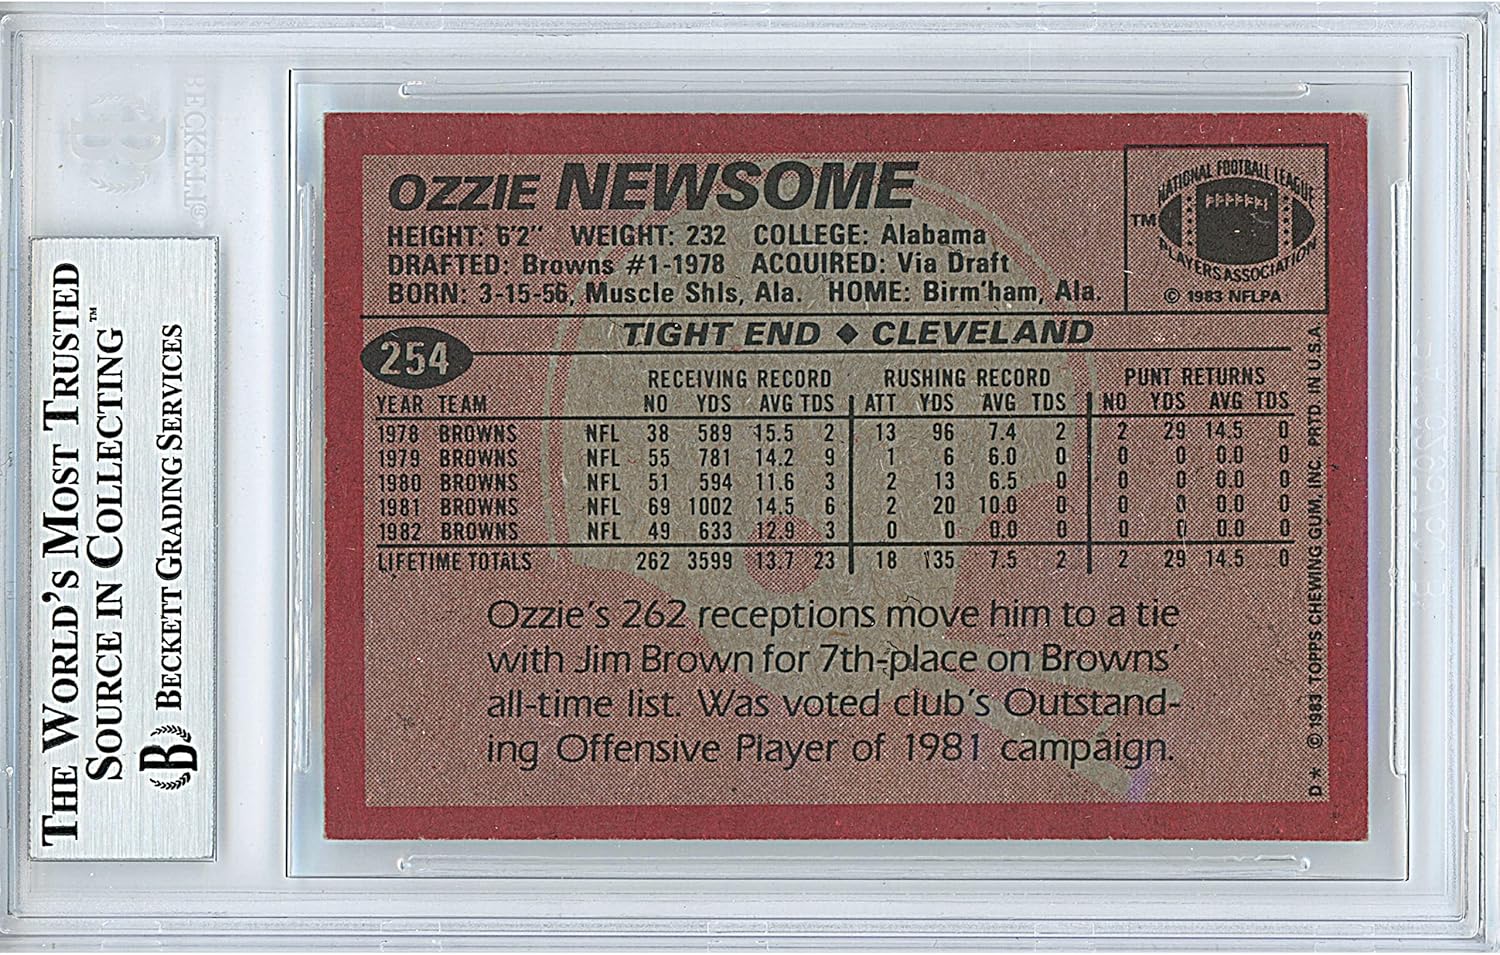 BECKETT®
THE WORLD'S MOST TRUSTED
SOURCE IN COLLECTING™
BECKETT GRADING SERVICES
OZZIE NEWSOME
HEIGHT: 6'2" WEIGHT: 232 COLLEGE: Alabama
DRAFTED: Browns #1-1978 ACQUIRED: Via Draft
BORN: 3-15-56, Muscle Shls, Ala. HOME: Birm'ham, Ala.
NATIONAL FOOTBALL LEAGUE
TM
PLAYERS ASSOCIATION
© 1983 NFLPA
254
TIGHT END ◆ CLEVELAND
RECEIVING RECORD RUSHING RECORD PUNT RETURNS
YEAR TEAM NO YDS AVG TDS ATT YDS AVG TDS NO YDS AVG TDS
1978 BROWNS NFL 38 589 15.5 2 13 96 7.4 2 2 29 14.5 0
1979 BROWNS NFL 55 781 14.2 9 1 6 6.0 0 0 0 0.0 0
1980 BROWNS NFL 51 594 11.6 3 2 13 6.5 0 0 0 0.0 0
1981 BROWNS NFL 69 1002 14.5 6 2 20 10.0 0 0 0 0.0 0
1982 BROWNS NFL 49 633 12.9 3 0 0 0.0 0 0 0 0.0 0
LIFETIME TOTALS 262 3599 13.7 23 18 135 7.5 2 2 29 14.5 0
Ozzie's 262 receptions move him to a tie
with Jim Brown for 7th-place on Browns'
all-time list. Was voted club's Outstand-
ing Offensive Player of 1981 campaign.
D* © 1983 TOPPS CHEWING GUM, INC. PRTD. IN U.S.A.